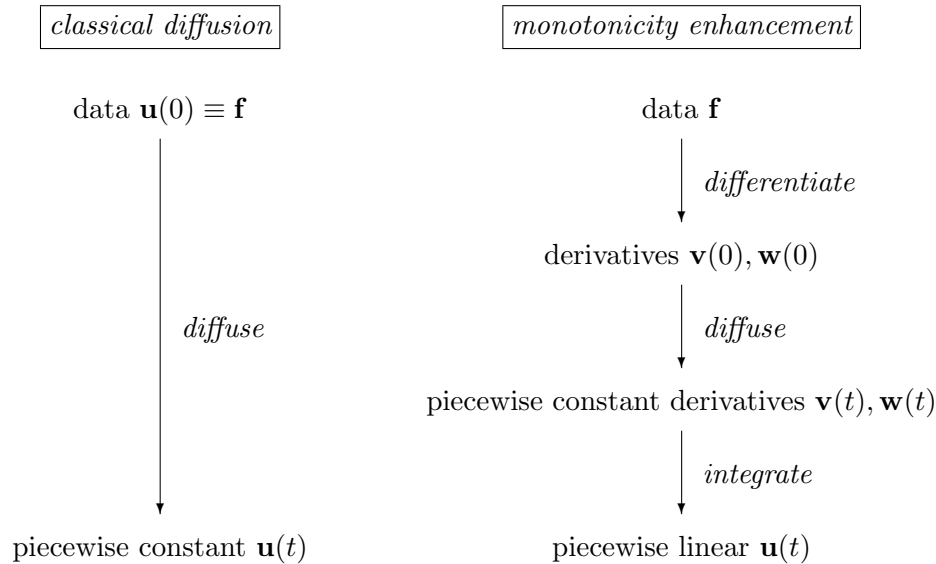 classical diffusion
data u(0) ≡ f
diffuse
piecewise constant u(t)
monotonicity enhancement
data f
differentiate
derivatives v(0), w(0)
diffuse
piecewise constant derivatives v(t), w(t)
integrate
piecewise linear u(t)